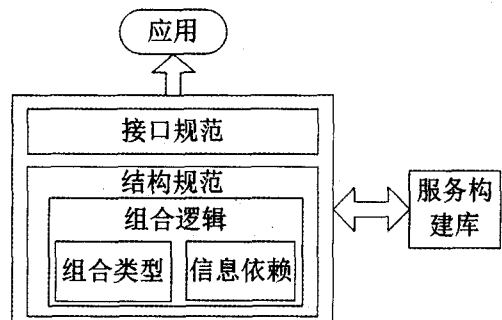 应用
接口规范
结构规范
组合逻辑
组合类型
信息依赖
服务构
建库